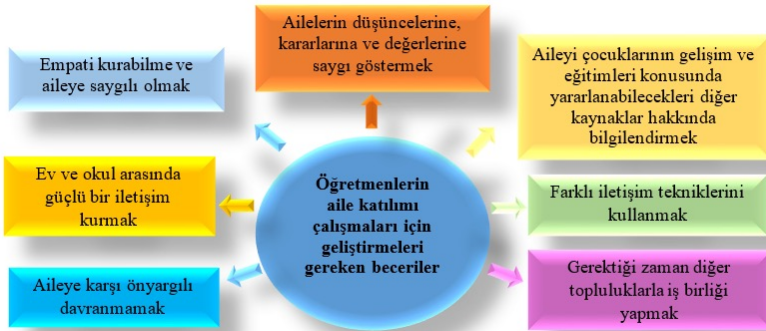 Ailelerin düşüncelerine,
kararlarına ve değerlerine
saygı göstermek
Empati kurabilme ve
aileye saygılı olmak
Aileyi çocuklarının gelişim ve
eğitimleri konusunda
yararlanabilecekleri diğer
kaynaklar hakkında
bilgilendirmek
Ev ve okul arasında
güçlü bir iletişim
kurmak
Öğretmenlerin
aile katılımı
çalışmaları için
geliştirmeleri
gereken beceriler
Farklı iletişim tekniklerini
kullanmak
Aileye karşı önyargılı
davranmamak
Gerektiği zaman diğer
topluluklarla iş birliği
yapmak